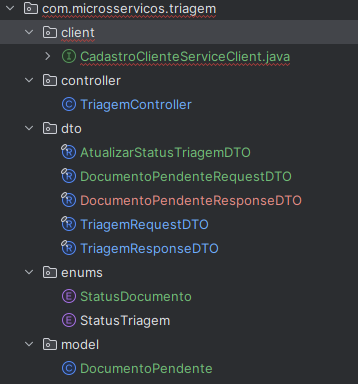 com.microsservicos.triagem
client
CadastroClienteServiceClient.java
controller
TriagemController
dto
AtualizarStatusTriagemDTO
DocumentoPendenteRequestDTO
DocumentoPendenteResponseDTO
TriagemRequestDTO
TriagemResponseDTO
enums
StatusDocumento
StatusTriagem
model
DocumentoPendente